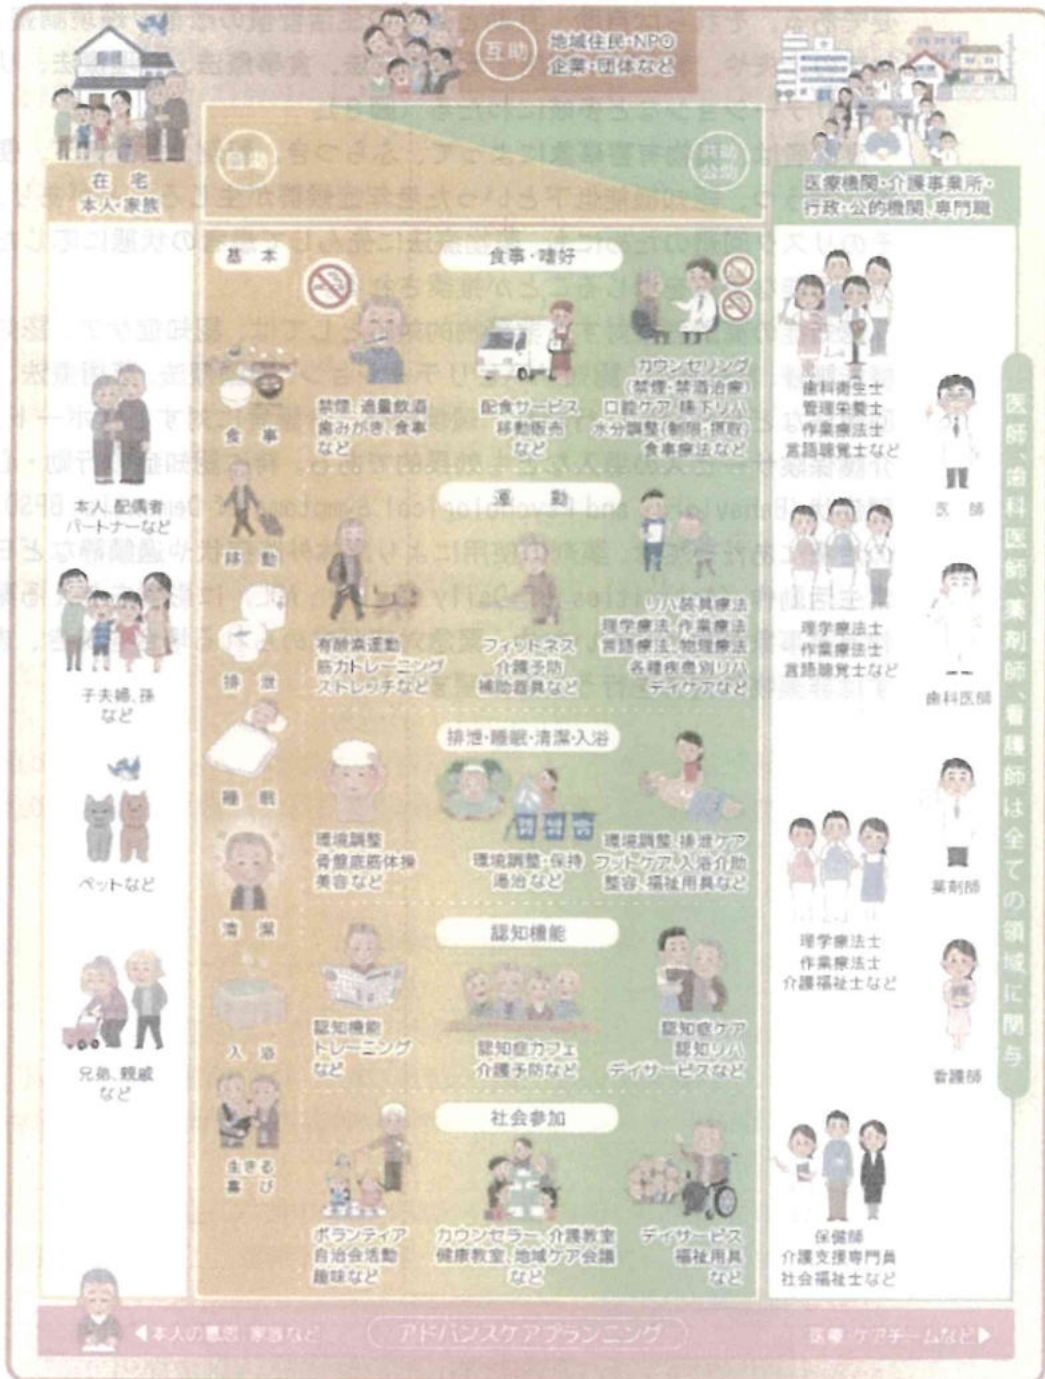 互助
地域住民・NPO
企業・団体など
自助
共助
公助
在 宅
本人・家族
医療機関・介護事業所・
行政・公的機関、専門職
基 本
食 事
移 動
排 泄
睡 眠
清 潔
入 浴
生きる
喜 び
本人、配偶者
パートナーなど
子夫婦、孫
など
ペットなど
兄弟、親戚
など
食事・嗜好
禁煙、適量飲酒
歯みがき、食事
など
配食サービス
移動販売
など
カウンセリング
(禁煙・禁酒治療)
口腔ケア、嚥下リハ
水分調整(制限・摂取)
食事療法など
歯科衛生士
管理栄養士
作業療法士
言語聴覚士など
運 動
有酸素運動
筋力トレーニング
ストレッチなど
フィットネス
介護予防
補助器具など
リハ装具療法
理学療法、作業療法
言語療法、物理療法
各種疾患別リハ
デイケアなど
理学療法士
作業療法士
言語聴覚士など
排泄・睡眠・清潔・入浴
環境調整
骨盤底筋体操
美容など
環境調整・保持
湯治など
環境調整、排泄ケア
フットケア、入浴介助
整容、福祉用具など
理学療法士
作業療法士
介護福祉士など
認知機能
認知機能
トレーニング
など
認知症カフェ
介護予防など
認知症ケア
認知リハ
デイサービスなど
社会参加
ボランティア
自治会活動
趣味など
カウンセラー、介護教室
健康教室、地域ケア会議
など
デイサービス
福祉用具
など
保健師
介護支援専門員
社会福祉士など
医 師
歯科医師
薬剤師
看護師
医師、歯科医師、薬剤師、看護師は全ての領域に関与
◀本人の意思・家族など
アドバンスケアプランニング
医療・ケアチームなど▶